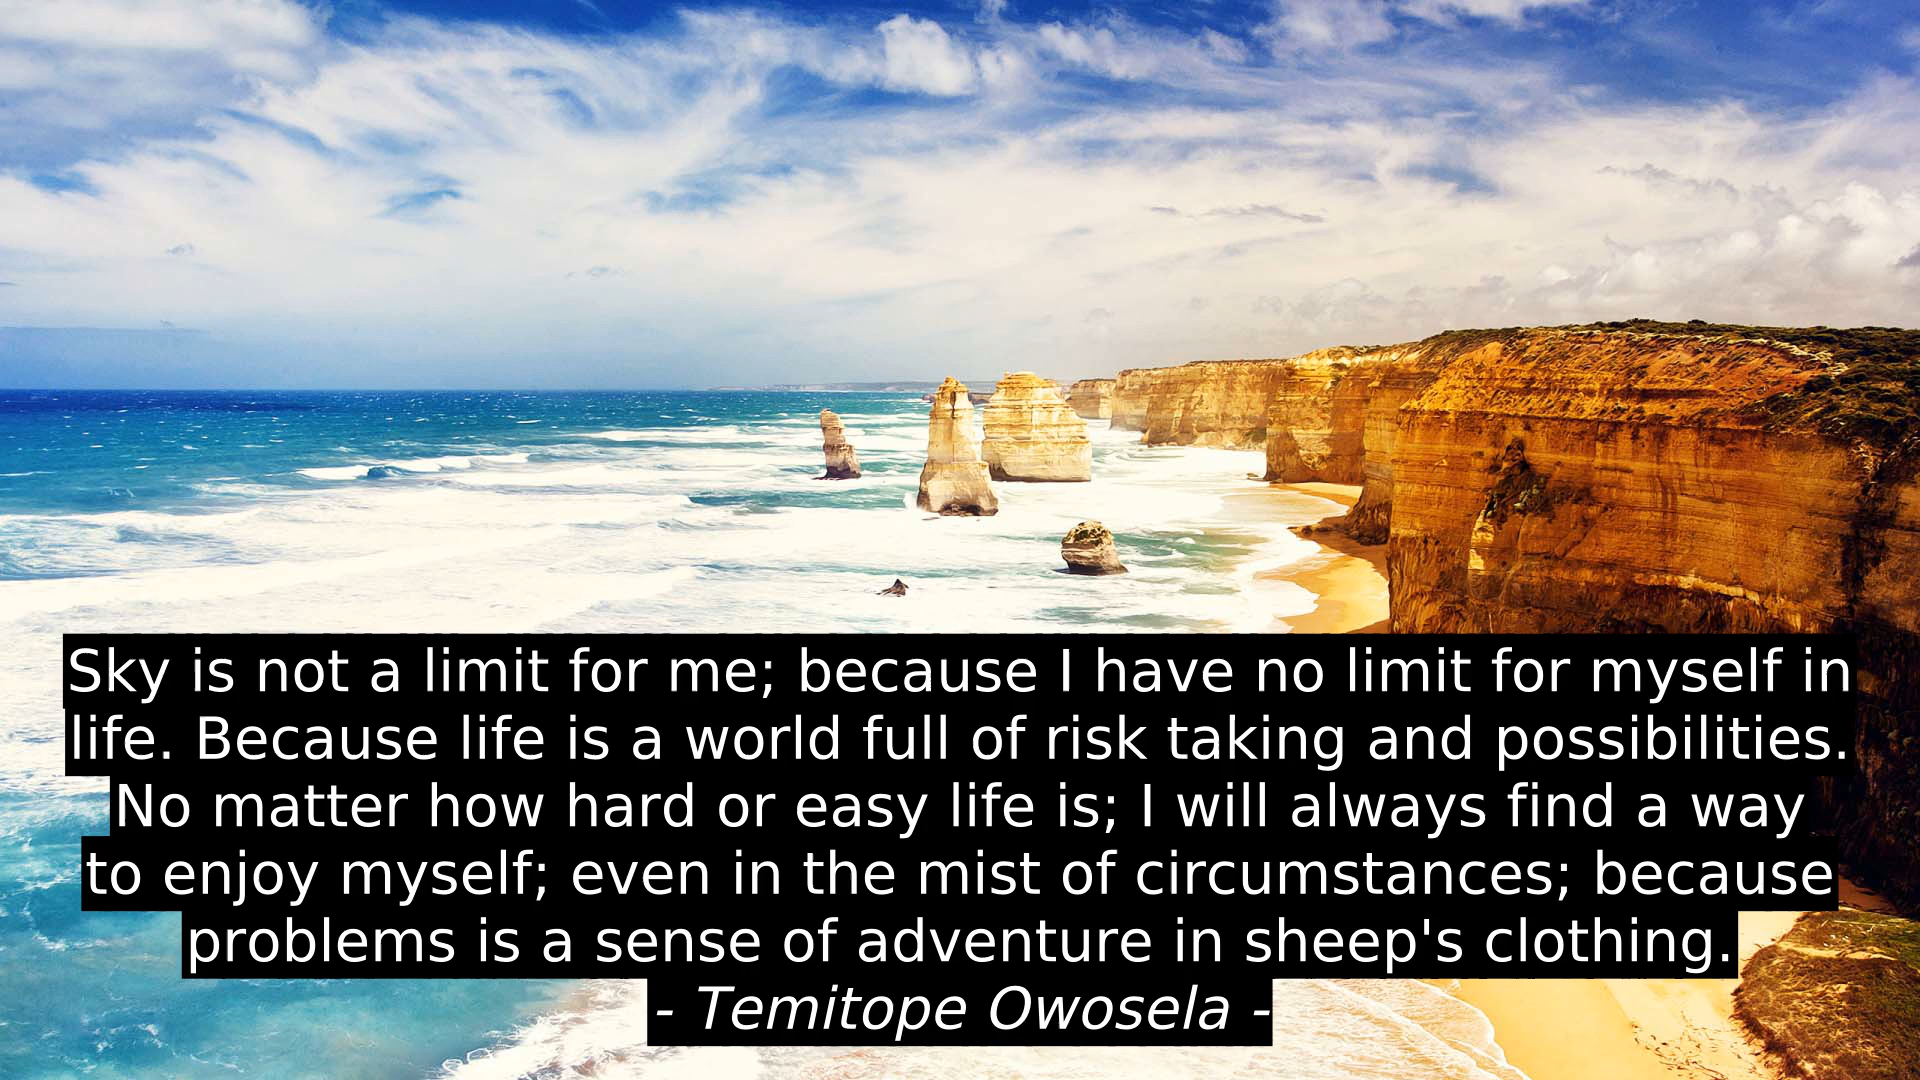 Sky is not a limit for me; because I have no limit for myself in
life. Because life is a world full of risk taking and possibilities.
No matter how hard or easy life is; I will always find a way
to enjoy myself; even in the mist of circumstances; because
problems is a sense of adventure in sheep's clothing.
- Temitope Owosela -